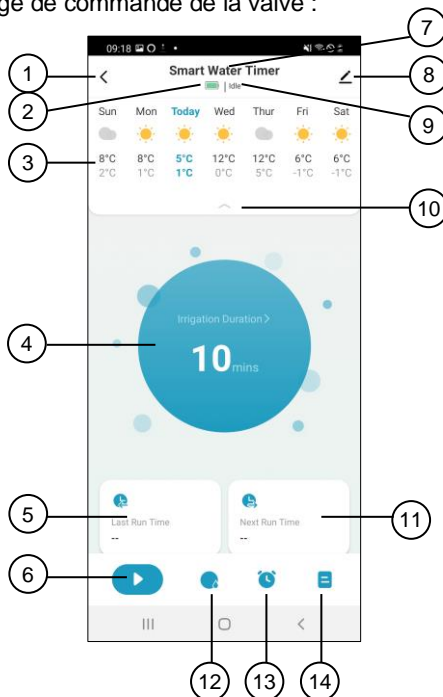 ge de commande de la valve :
7
09:18
1
Smart Water Timer
8
2
| Idle
9
Sun Mon Today Wed Thur Fri Sat
3
8°C 8°C 5°C 12°C 12°C 6°C 6°C
2°C 1°C 1°C 0°C 5°C -1°C -1°C
10
Irrigation Duration >
4
10 mins
5
Last Run Time Next Run Time
11
-- --
6
12 13 14